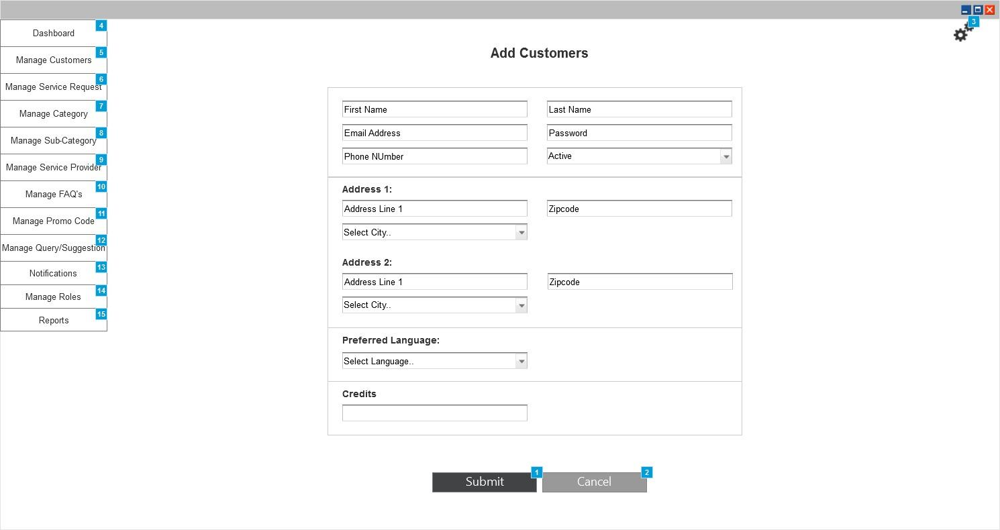 3
Dashboard 4
Manage Customers 5
Manage Service Request 6
Manage Category 7
Manage Sub-Category 8
Manage Service Provider 9
Manage FAQ's 10
Manage Promo Code 11
Manage Query/Suggestion 12
Notifications 13
Manage Roles 14
Reports 15
Add Customers
First Name Last Name
Email Address Password
Phone NUmber Active
Address 1:
Address Line 1 Zipcode
Select City..
Address 2:
Address Line 1 Zipcode
Select City..
Preferred Language:
Select Language..
Credits
Submit 1 Cancel 2